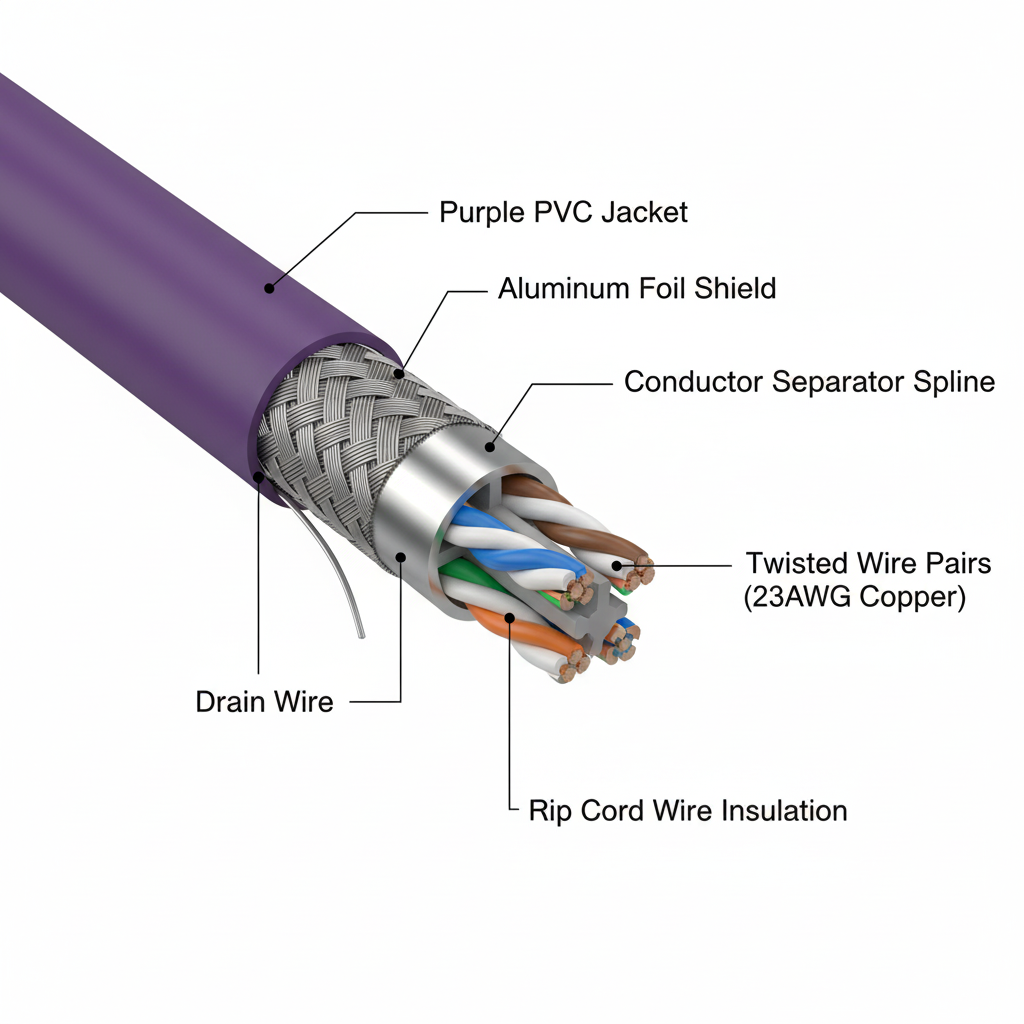 Purple PVC Jacket
Aluminum Foil Shield
Conductor Separator Spline
Twisted Wire Pairs
(23AWG Copper)
Drain Wire
Rip Cord Wire Insulation